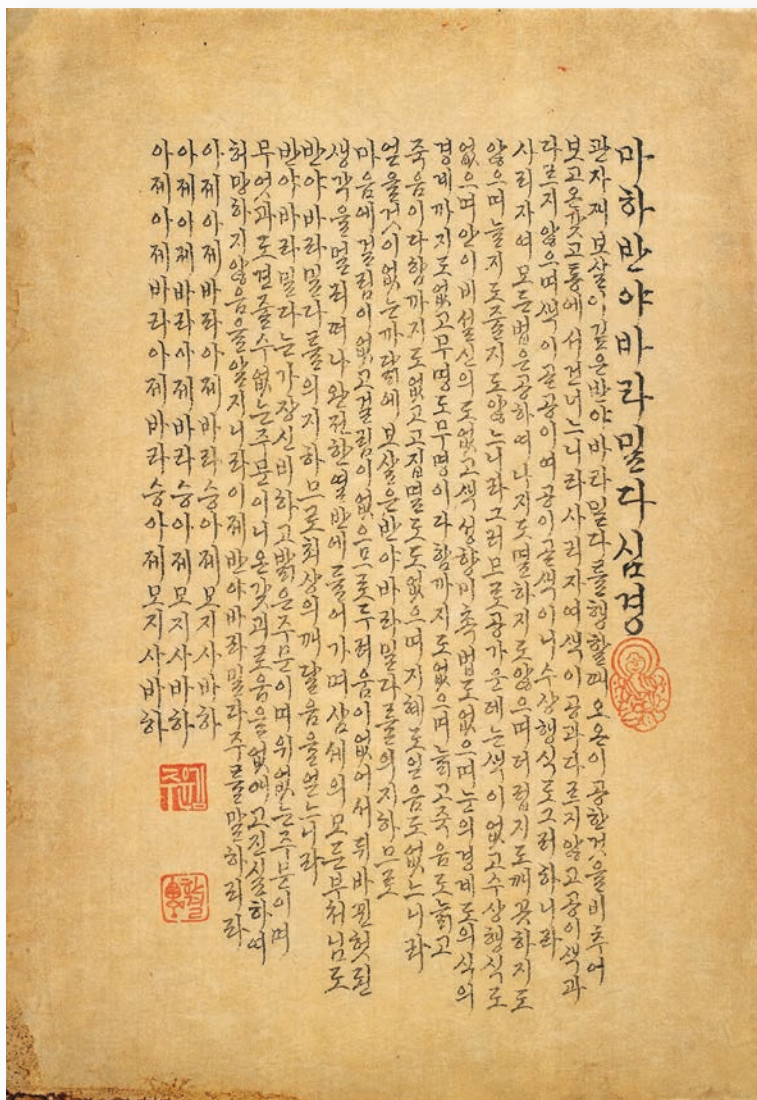 마하반야바라밀다심경
관자재보살이깊은반야바라밀다를행할때오온이공한것을비추어
보고온갖고통에서건너느니라사리자여색이공과다르지않고공이색과
다르지않으며색이곧공이며공이곧색이니수상행식도그러하니라
사리자여모든법은공하여나지도멸하지도않으며더럽지도깨끗하지도
않으며늘지도줄지도않느니라그러므로공가운데는색이없고수상행식도
없으며안이비설신의도없고색성향미촉법도없으며눈의경계도의식의
경계까지도없고무명도무명이다함까지도없으며늙고죽음도늙고
죽음이다함까지도없고고집멸도도없으며지혜도얻음도없느니라
얻을것이없는까닭에보살은반야바라밀다를의지하므로
마음에걸림이없고걸림이없으므로두려움이없어서뒤바뀐헛된
생각을멀리떠나완전한열반에들어가며삼세의모든부처님도
반야바라밀다를의지하므로최상의깨달음을얻느니라
반야바라밀다는가장신비하고밝은주문이며위없는주문이며
무엇과도견줄수없는주문이니온갖괴로움을없애고진실하여
허망하지않음을알지니라이제반야바라밀다주를말하리라
아제아제바라아제바라승아제모지사바하
아제아제바라아제바라승아제모지사바하
아제아제바라아제바라승아제모지사바하